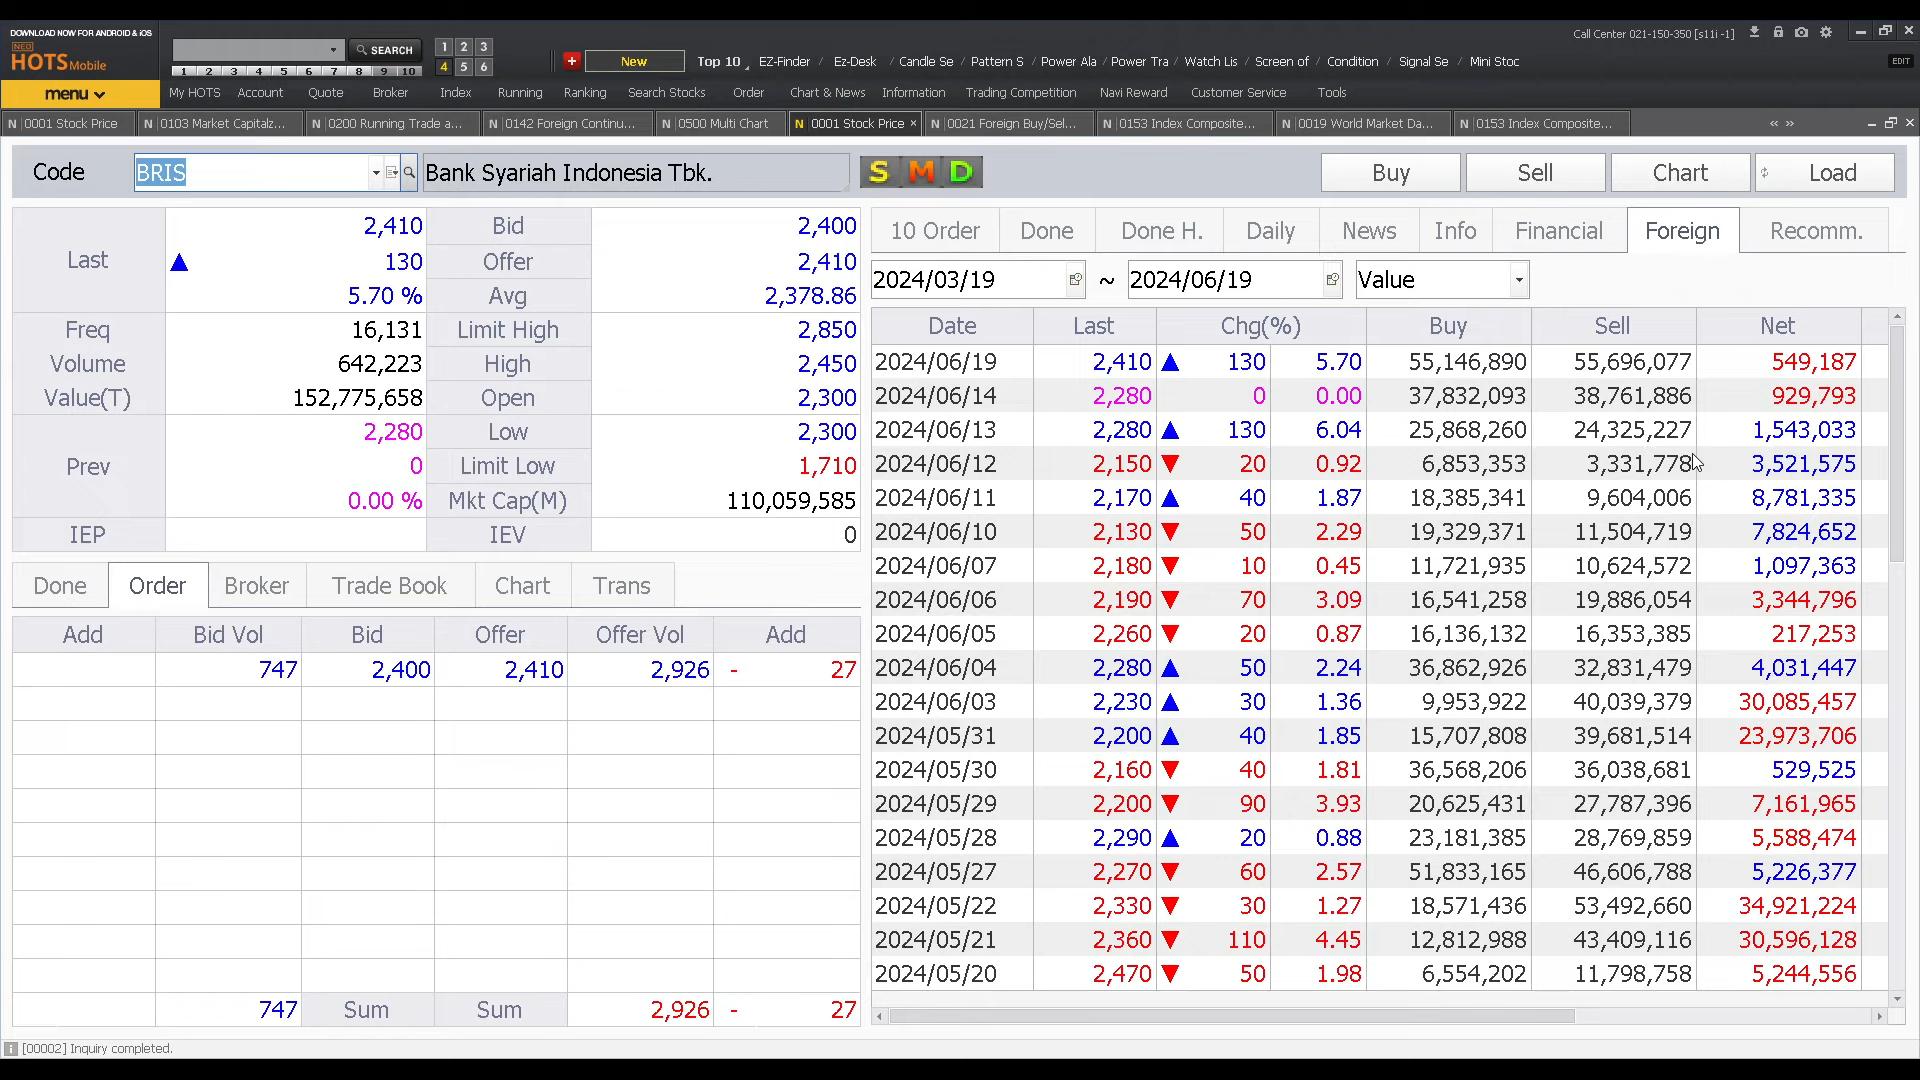 DOWNLOAD NOW FOR ANDROID & iOS
NEO
HOTS Mobile
SEARCH
1 2 3
4 5 6
1 2 3 4 5 6 7 8 9 10
New
Top 10
EZ-Finder / Ez-Desk / Candle Se / Pattern S / Power Ala / Power Tra / Watch Lis / Screen of / Condition / Signal Se • Mini Stoc
Call Center 021-150-350 [s11i -1]
EDIT
menu
My HOTS Account Quote Broker Index Running Ranking Search Stocks Order Chart & News Information Trading Competition Navi Reward Customer Service Tools
N 0001 Stock Price N 0103 Market Capitalz... N 0200 Running Trade a... N 0142 Foreign Continu... N 0500 Multi Chart N 0001 Stock Price × N 0021 Foreign Buy/Sel... N 0153 Index Composite... N 0019 World Market Da... N 0153 Index Composite... « »
Code BRIS Bank Syariah Indonesia Tbk. S M D Buy Sell Chart Load
Last 2,410 Bid 2,400
▲ 130 Offer 2,410
5.70 % Avg 2,378.86
Freq 16,131 Limit High 2,850
Volume 642,223 High 2,450
Value(T) 152,775,658 Open 2,300
Prev 2,280 Low 2,300
0 Limit Low 1,710
0.00 % Mkt Cap(M) 110,059,585
IEP IEV 0
Done Order Broker Trade Book Chart Trans
Add Bid Vol Bid Offer Offer Vol Add
747 2,400 2,410 2,926 - 27
747 Sum Sum 2,926 - 27
10 Order Done Done H. Daily News Info Financial Foreign Recomm.
2024/03/19 ~ 2024/06/19 Value
Date Last Chg(%) Buy Sell Net
2024/06/19 2,410 ▲ 130 5.70 55,146,890 55,696,077 549,187
2024/06/14 2,280 0 0.00 37,832,093 38,761,886 929,793
2024/06/13 2,280 ▲ 130 6.04 25,868,260 24,325,227 1,543,033
2024/06/12 2,150 ▼ 20 0.92 6,853,353 3,331,778 3,521,575
2024/06/11 2,170 ▲ 40 1.87 18,385,341 9,604,006 8,781,335
2024/06/10 2,130 ▼ 50 2.29 19,329,371 11,504,719 7,824,652
2024/06/07 2,180 ▼ 10 0.45 11,721,935 10,624,572 1,097,363
2024/06/06 2,190 ▼ 70 3.09 16,541,258 19,886,054 3,344,796
2024/06/05 2,260 ▼ 20 0.87 16,136,132 16,353,385 217,253
2024/06/04 2,280 ▲ 50 2.24 36,862,926 32,831,479 4,031,447
2024/06/03 2,230 ▲ 30 1.36 9,953,922 40,039,379 30,085,457
2024/05/31 2,200 ▲ 40 1.85 15,707,808 39,681,514 23,973,706
2024/05/30 2,160 ▼ 40 1.81 36,568,206 36,038,681 529,525
2024/05/29 2,200 ▼ 90 3.93 20,625,431 27,787,396 7,161,965
2024/05/28 2,290 ▲ 20 0.88 23,181,385 28,769,859 5,588,474
2024/05/27 2,270 ▼ 60 2.57 51,833,165 46,606,788 5,226,377
2024/05/22 2,330 ▼ 30 1.27 18,571,436 53,492,660 34,921,224
2024/05/21 2,360 ▼ 110 4.45 12,812,988 43,409,116 30,596,128
2024/05/20 2,470 ▼ 50 1.98 6,554,202 11,798,758 5,244,556
[00002] Inquiry completed.